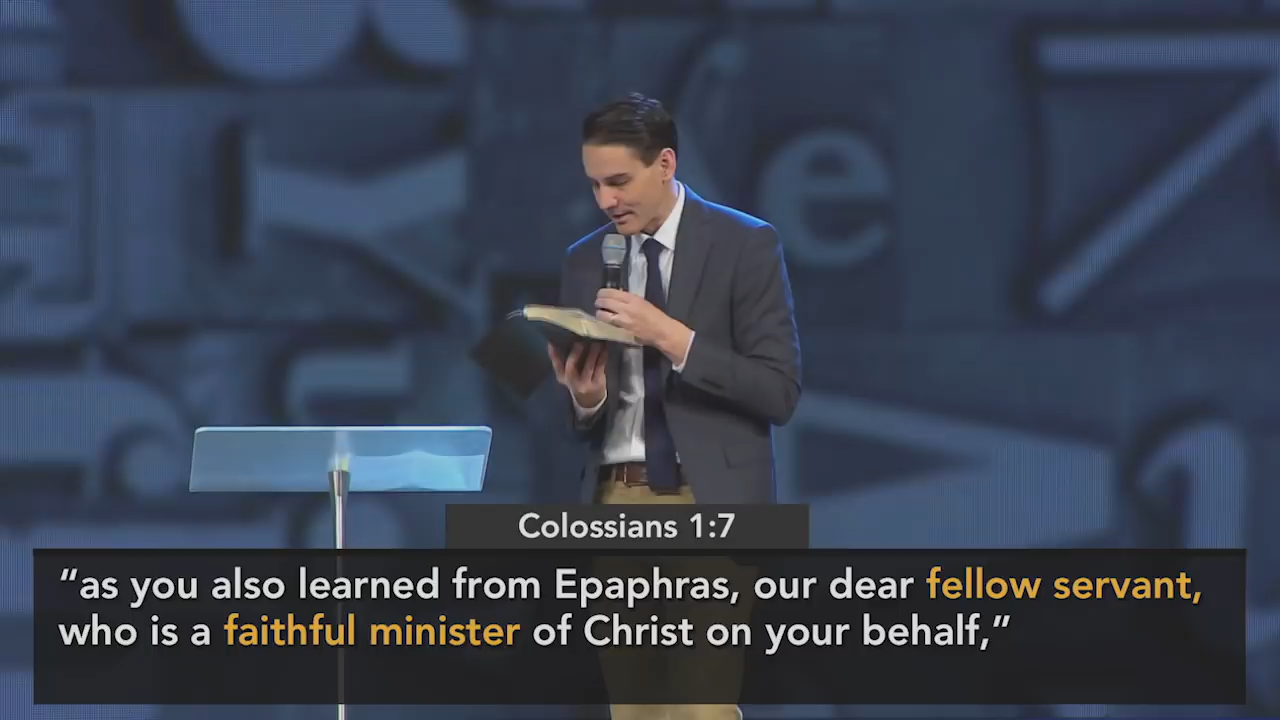 e
Colossians 1:7
“as you also learned from Epaphras, our dear fellow servant,
who is a faithful minister of Christ on your behalf,”